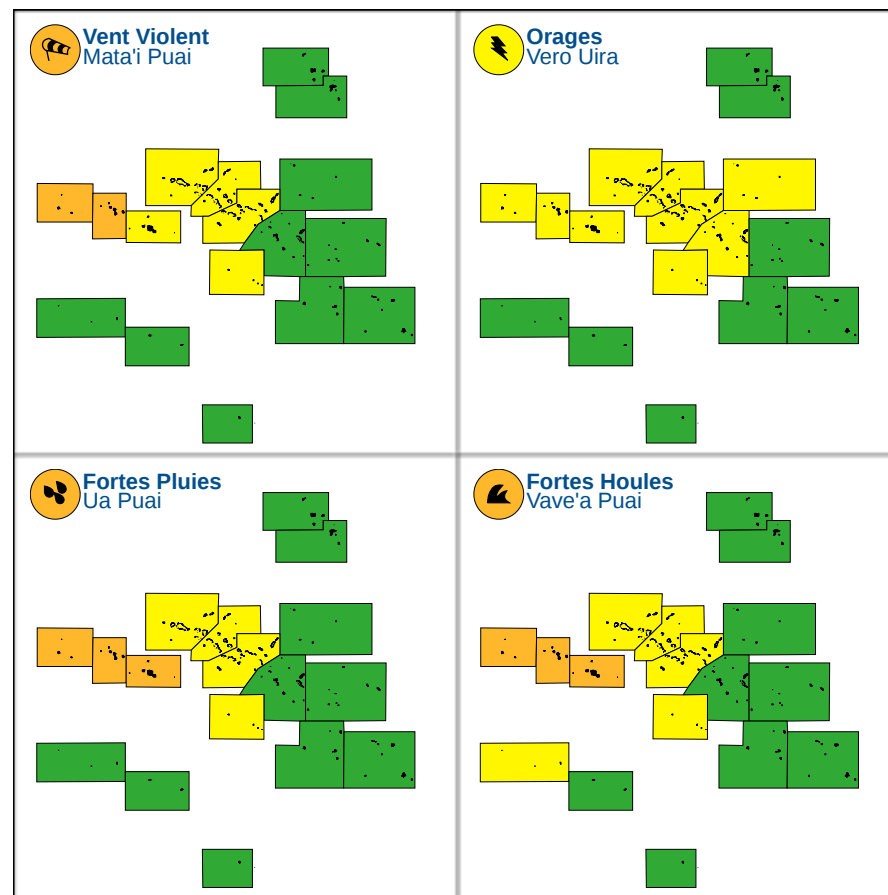 Vent Violent
Mata'i Puai
Orages
Vero Uira
Fortes Pluies
Ua Puai
Fortes Houles
Vave'a Puai